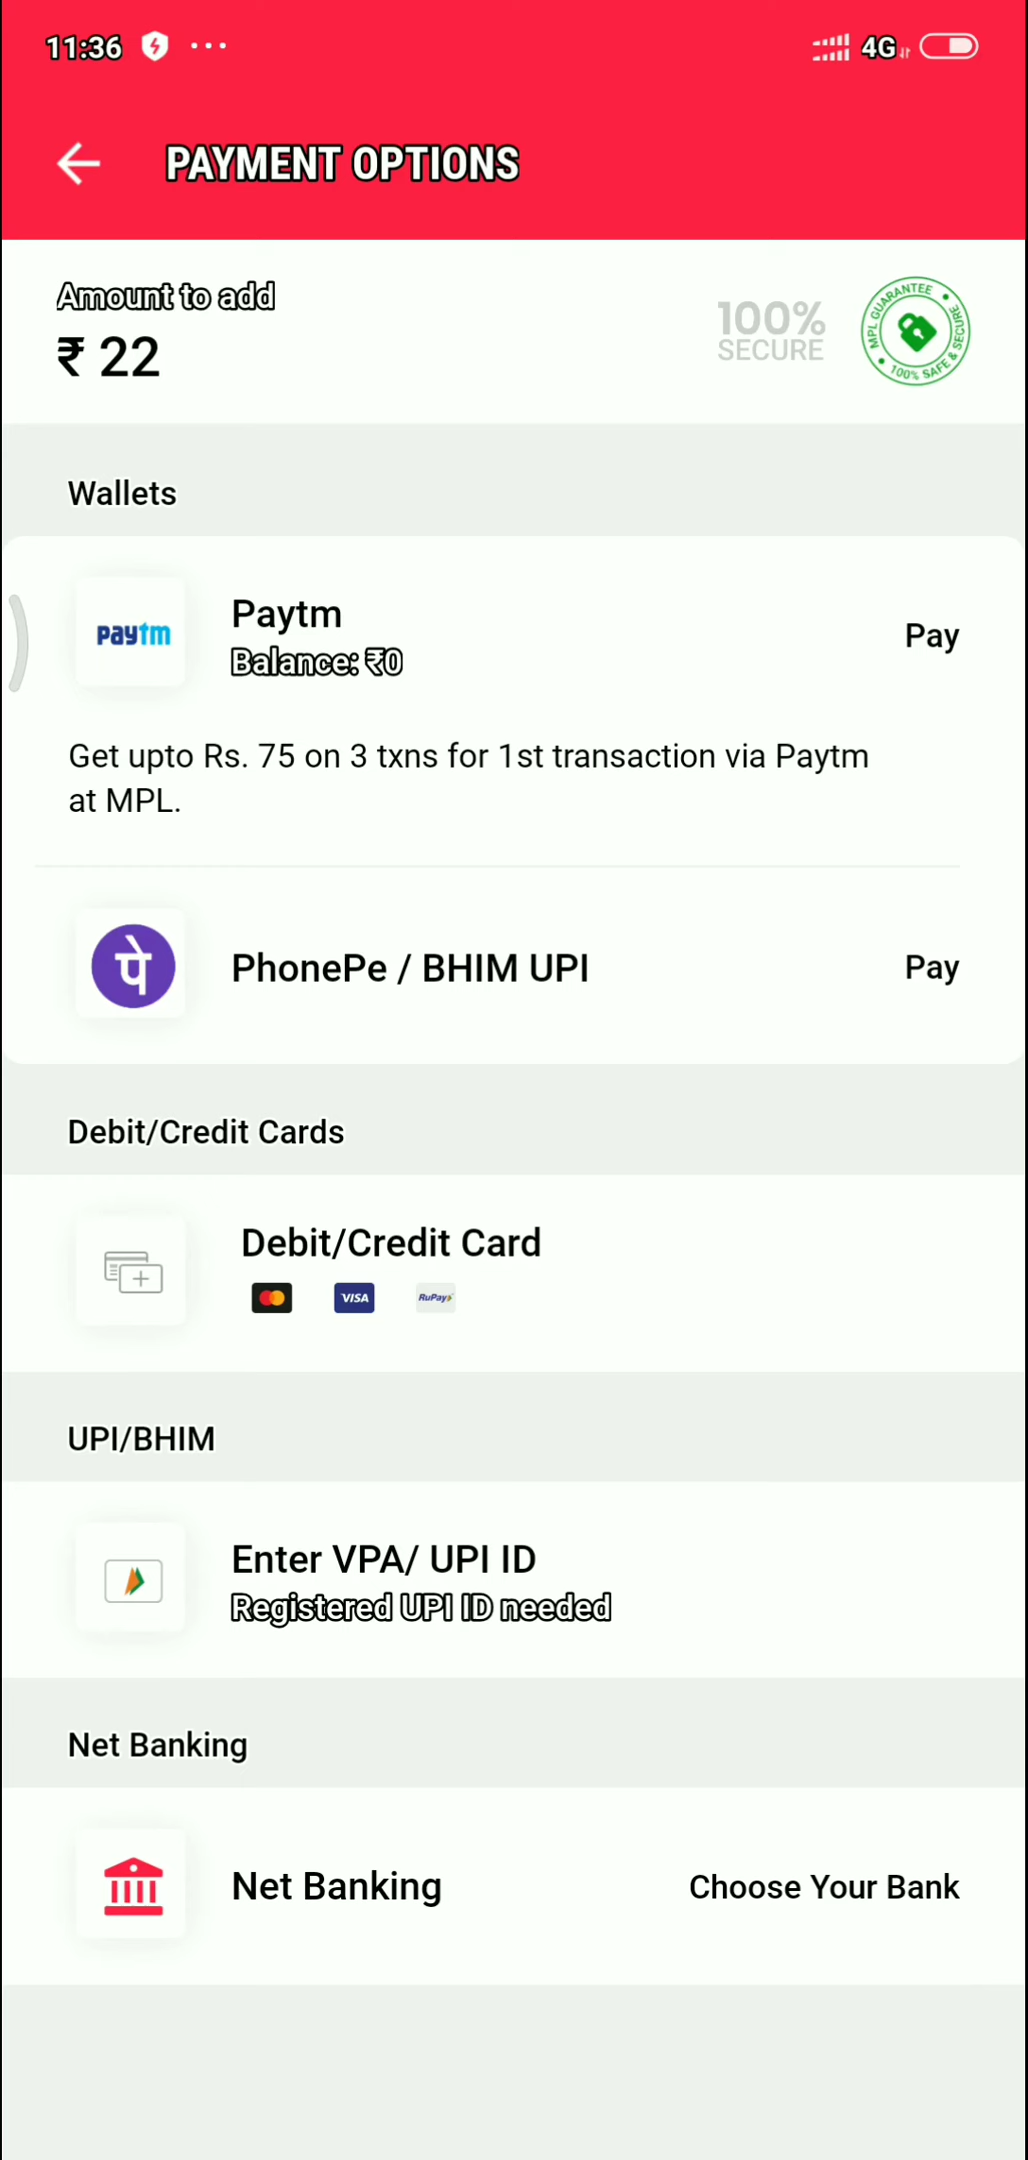 11:36
4G
PAYMENT OPTIONS
Amount to add
₹ 22
100%
SECURE
MPL GUARANTEE
100% SAFE & SECURE
Wallets
paytm
Paytm
Balance: ₹0
Pay
Get upto Rs. 75 on 3 txns for 1st transaction via Paytm
at MPL.
पे
PhonePe / BHIM UPI
Pay
Debit/Credit Cards
Debit/Credit Card
VISA
RuPay
UPI/BHIM
Enter VPA/ UPI ID
Registered UPI ID needed
Net Banking
Net Banking
Choose Your Bank